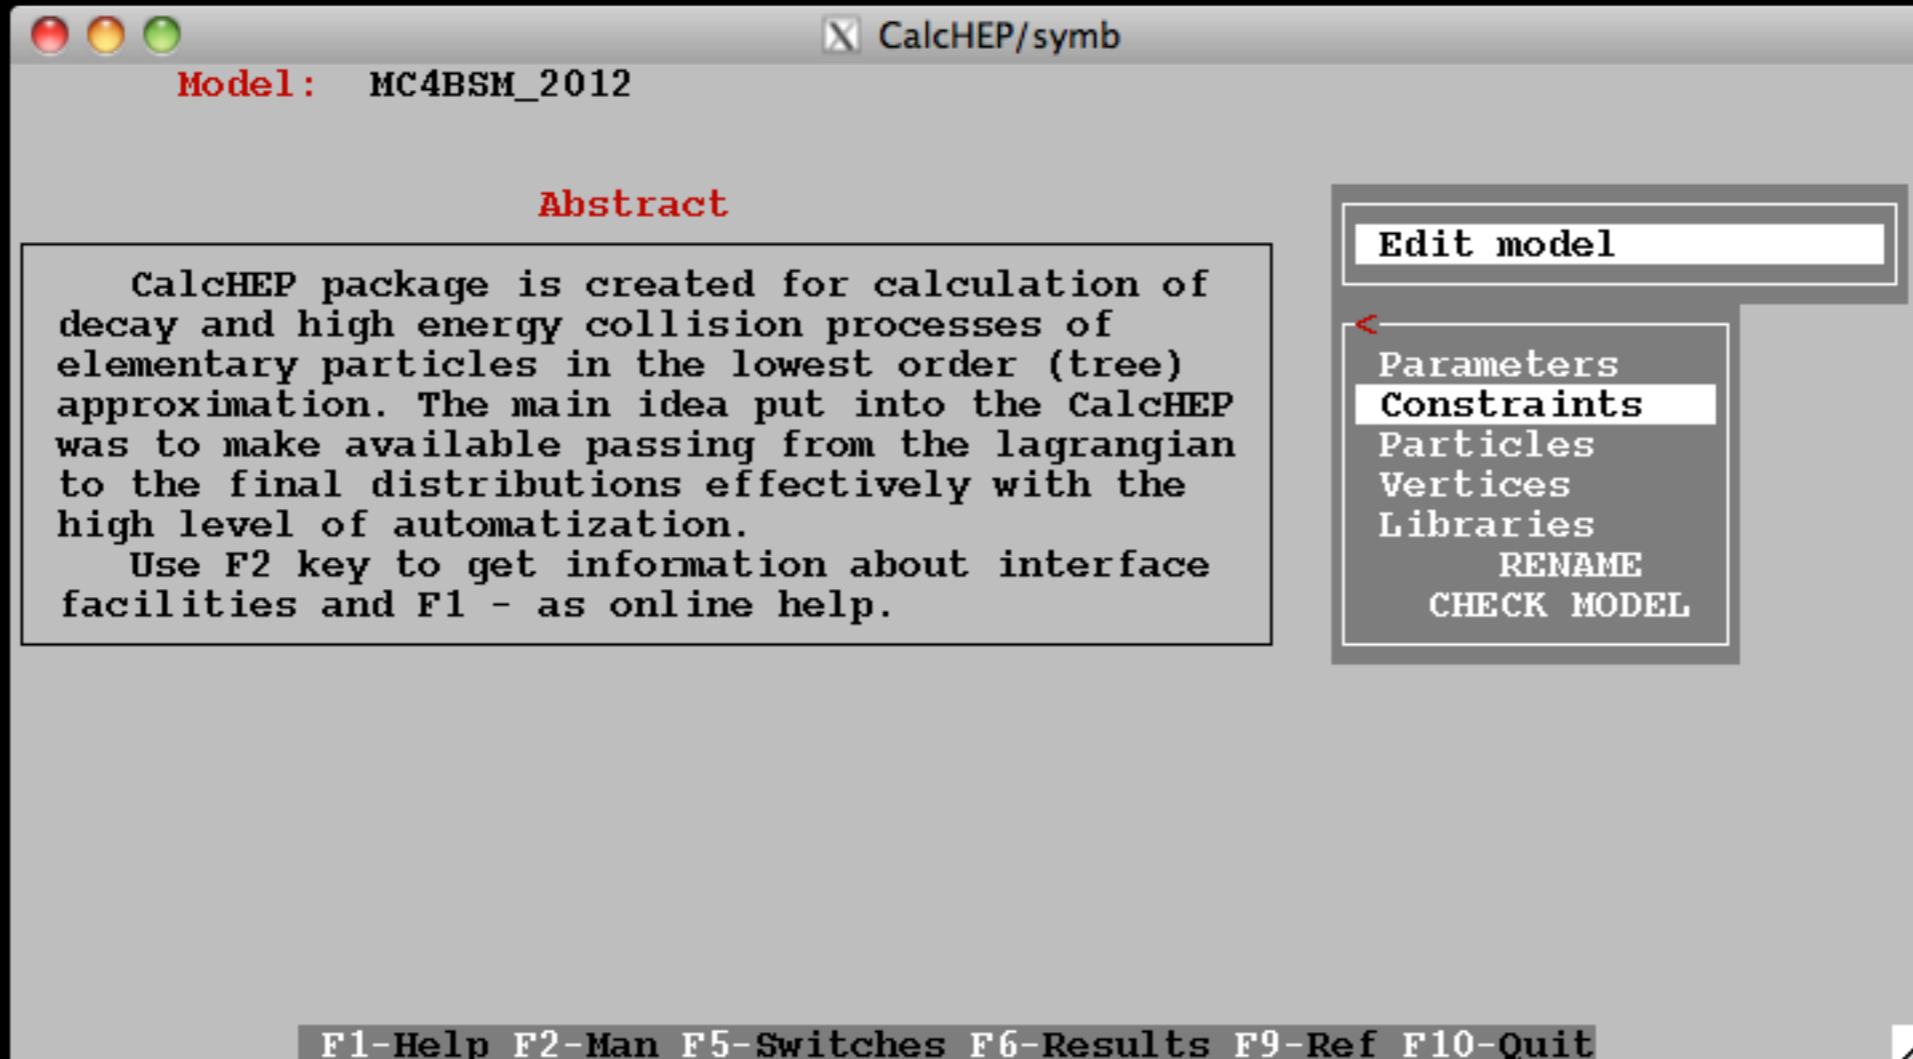 CalcHEP/symb
Model: MC4BSM_2012
Abstract
CalcHEP package is created for calculation of
decay and high energy collision processes of
elementary particles in the lowest order (tree)
approximation. The main idea put into the CalcHEP
was to make available passing from the lagrangian
to the final distributions effectively with the
high level of automatization.
Use F2 key to get information about interface
facilities and F1 - as online help.
Edit model
<
Parameters
Constraints
Particles
Vertices
Libraries
RENAME
CHECK MODEL
F1-Help F2-Man F5-Switches F6-Results F9-Ref F10-Quit